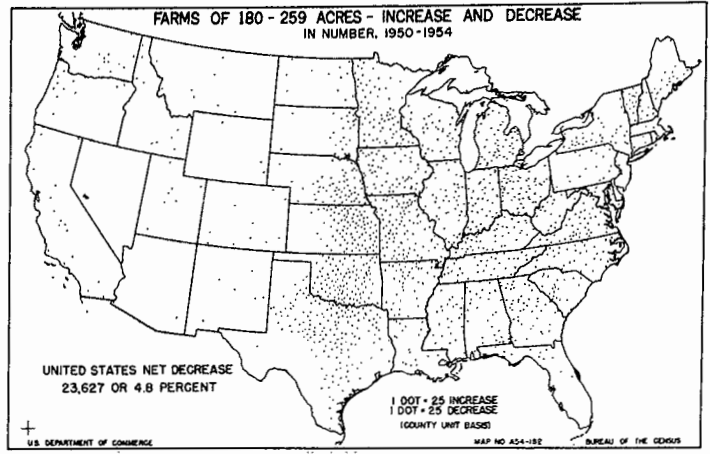 FARMS OF 180 - 259 ACRES - INCREASE AND DECREASE
IN NUMBER, 1950 - 1954
UNITED STATES NET DECREASE
23,627 OR 4.8 PERCENT
1 DOT = 25 INCREASE
1 DOT = 25 DECREASE
(COUNTY UNIT BASIS)
U.S. DEPARTMENT OF COMMERCE
MAP NO A54-192
BUREAU OF THE CENSUS